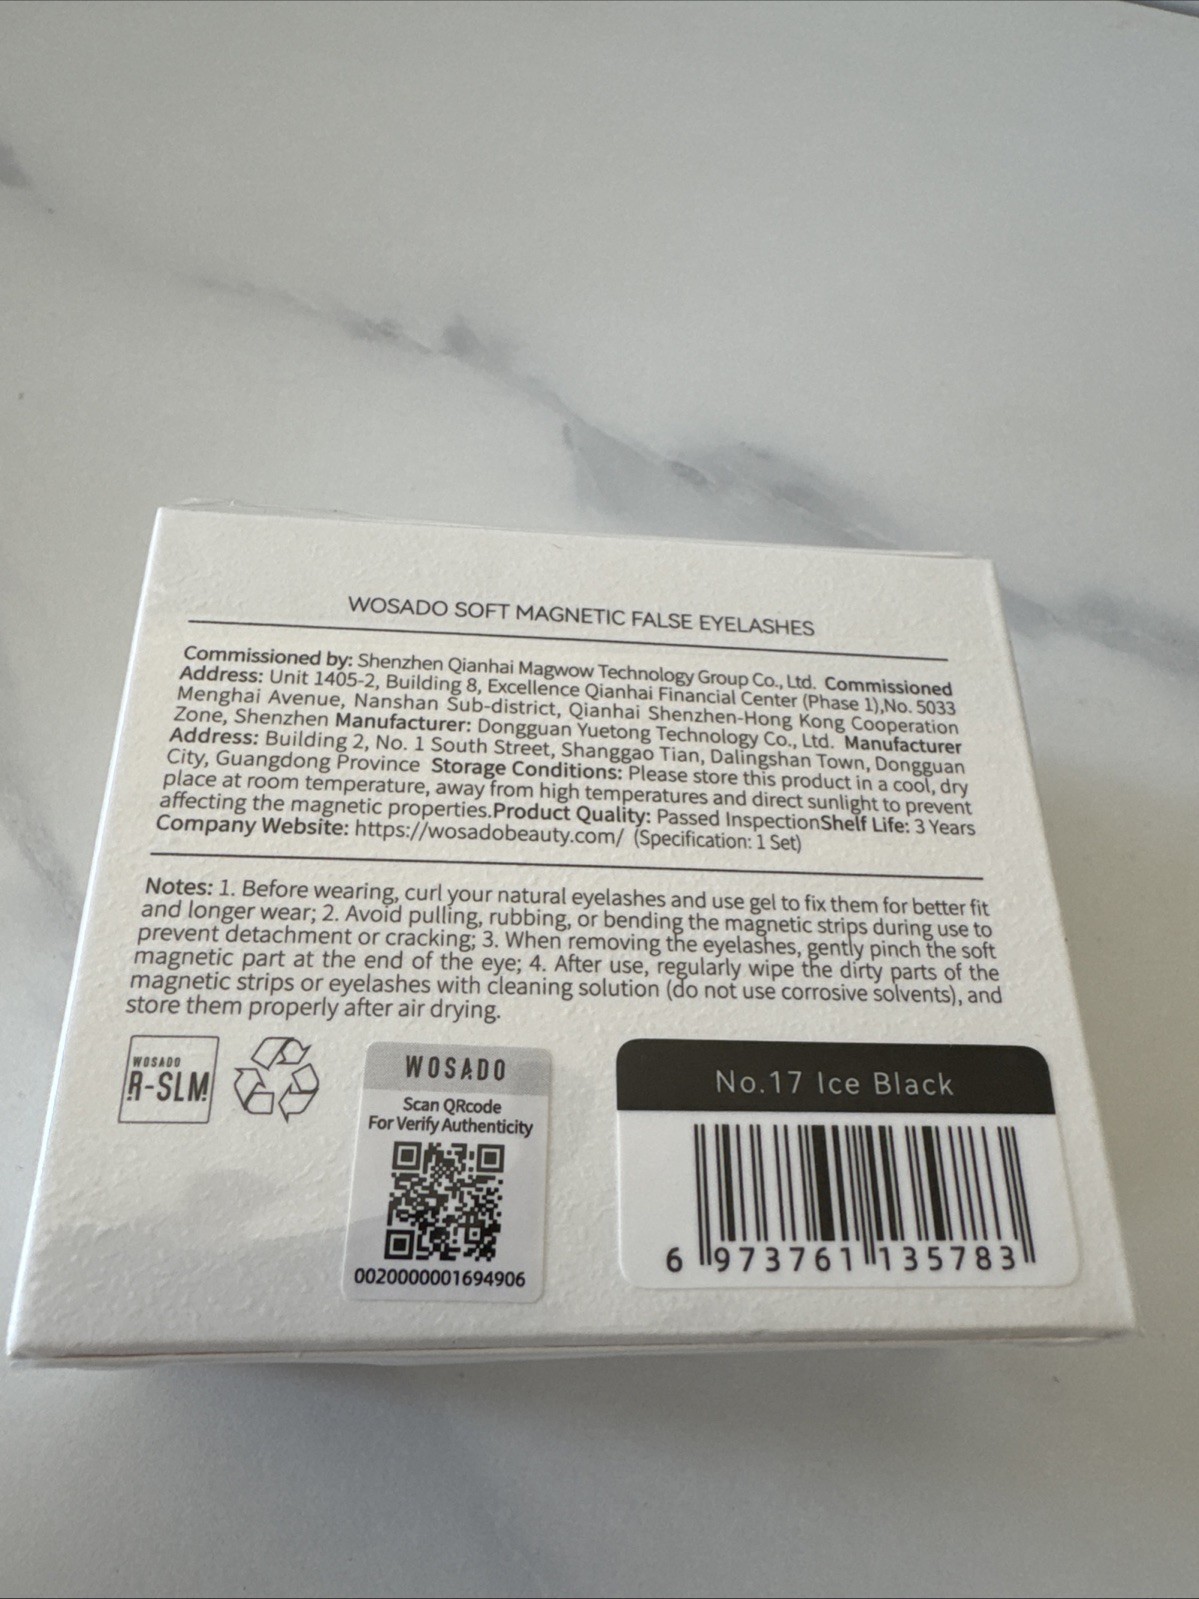 WOSADO SOFT MAGNETIC FALSE EYELASHES
Commissioned by: Shenzhen Qianhai Magwow Technology Group Co., Ltd. Commissioned
Address: Unit 1405-2, Building 8, Excellence Qianhai Financial Center (Phase 1),No. 5033
Menghai Avenue, Nanshan Sub-district, Qianhai Shenzhen-Hong Kong Cooperation
Zone, Shenzhen Manufacturer: Dongguan Yuetong Technology Co., Ltd. Manufacturer
Address: Building 2, No. 1 South Street, Shanggao Tian, Dalingshan Town, Dongguan
City, Guangdong Province Storage Conditions: Please store this product in a cool, dry
place at room temperature, away from high temperatures and direct sunlight to prevent
affecting the magnetic properties.Product Quality: Passed InspectionShelf Life: 3 Years
Company Website: https://wosadobeauty.com/ (Specification: 1 Set)
Notes: 1. Before wearing, curl your natural eyelashes and use gel to fix them for better fit
and longer wear; 2. Avoid pulling, rubbing, or bending the magnetic strips during use to
prevent detachment or cracking; 3. When removing the eyelashes, gently pinch the soft
magnetic part at the end of the eye; 4. After use, regularly wipe the dirty parts of the
magnetic strips or eyelashes with cleaning solution (do not use corrosive solvents), and
store them properly after air drying.
WOSADO
R-SLM
WOSADO
Scan QRcode
For Verify Authenticity
0020000001694906
No.17 Ice Black
6 973761 135783